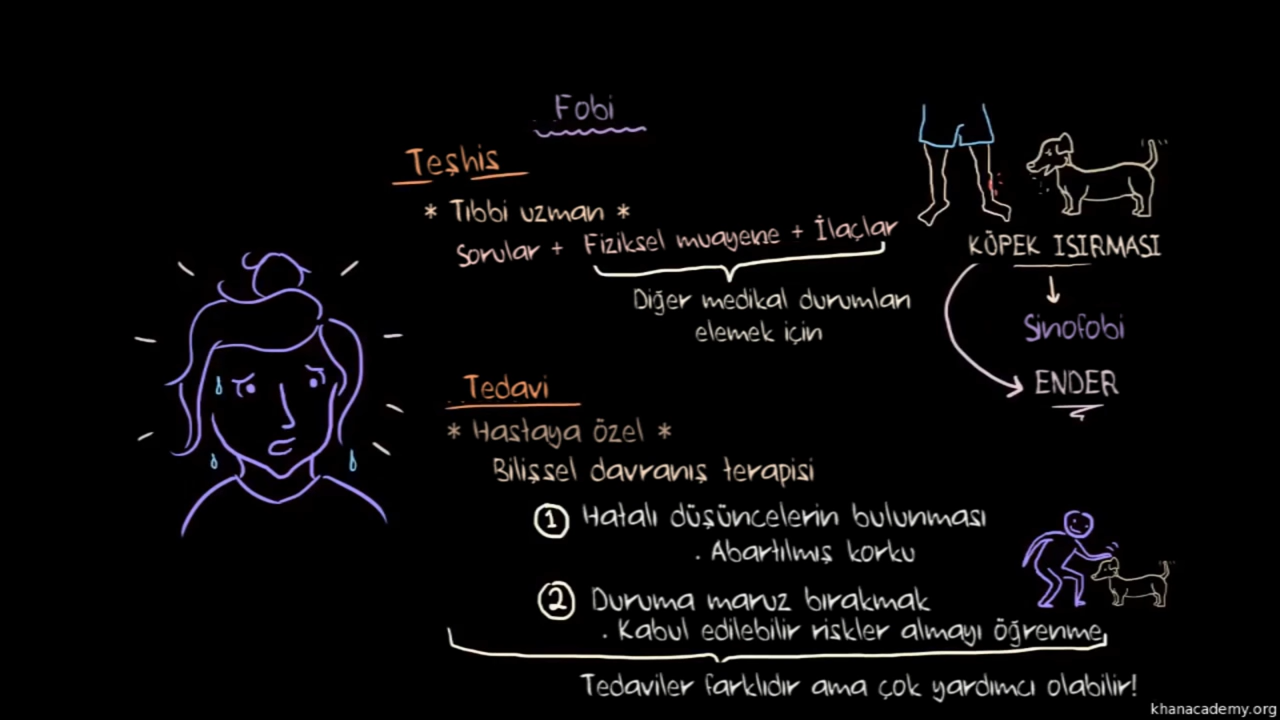 Fobi
Teşhis
* Tıbbi uzman *
Sorular + Fiziksel muayene + İlaçlar
Diğer medikal durumları
elemek için
KÖPEK ISIRMASI
Sinofobi
ENDER
Tedavi
* Hastaya özel *
Bilişsel davranış terapisi
1 Hatalı düşüncelerin bulunması
. Abartılmış korku
2 Duruma maruz bırakmak
. Kabul edilebilir riskler almayı öğrenme
Tedaviler farklıdır ama çok yardımcı olabilir!
khanacademy.org